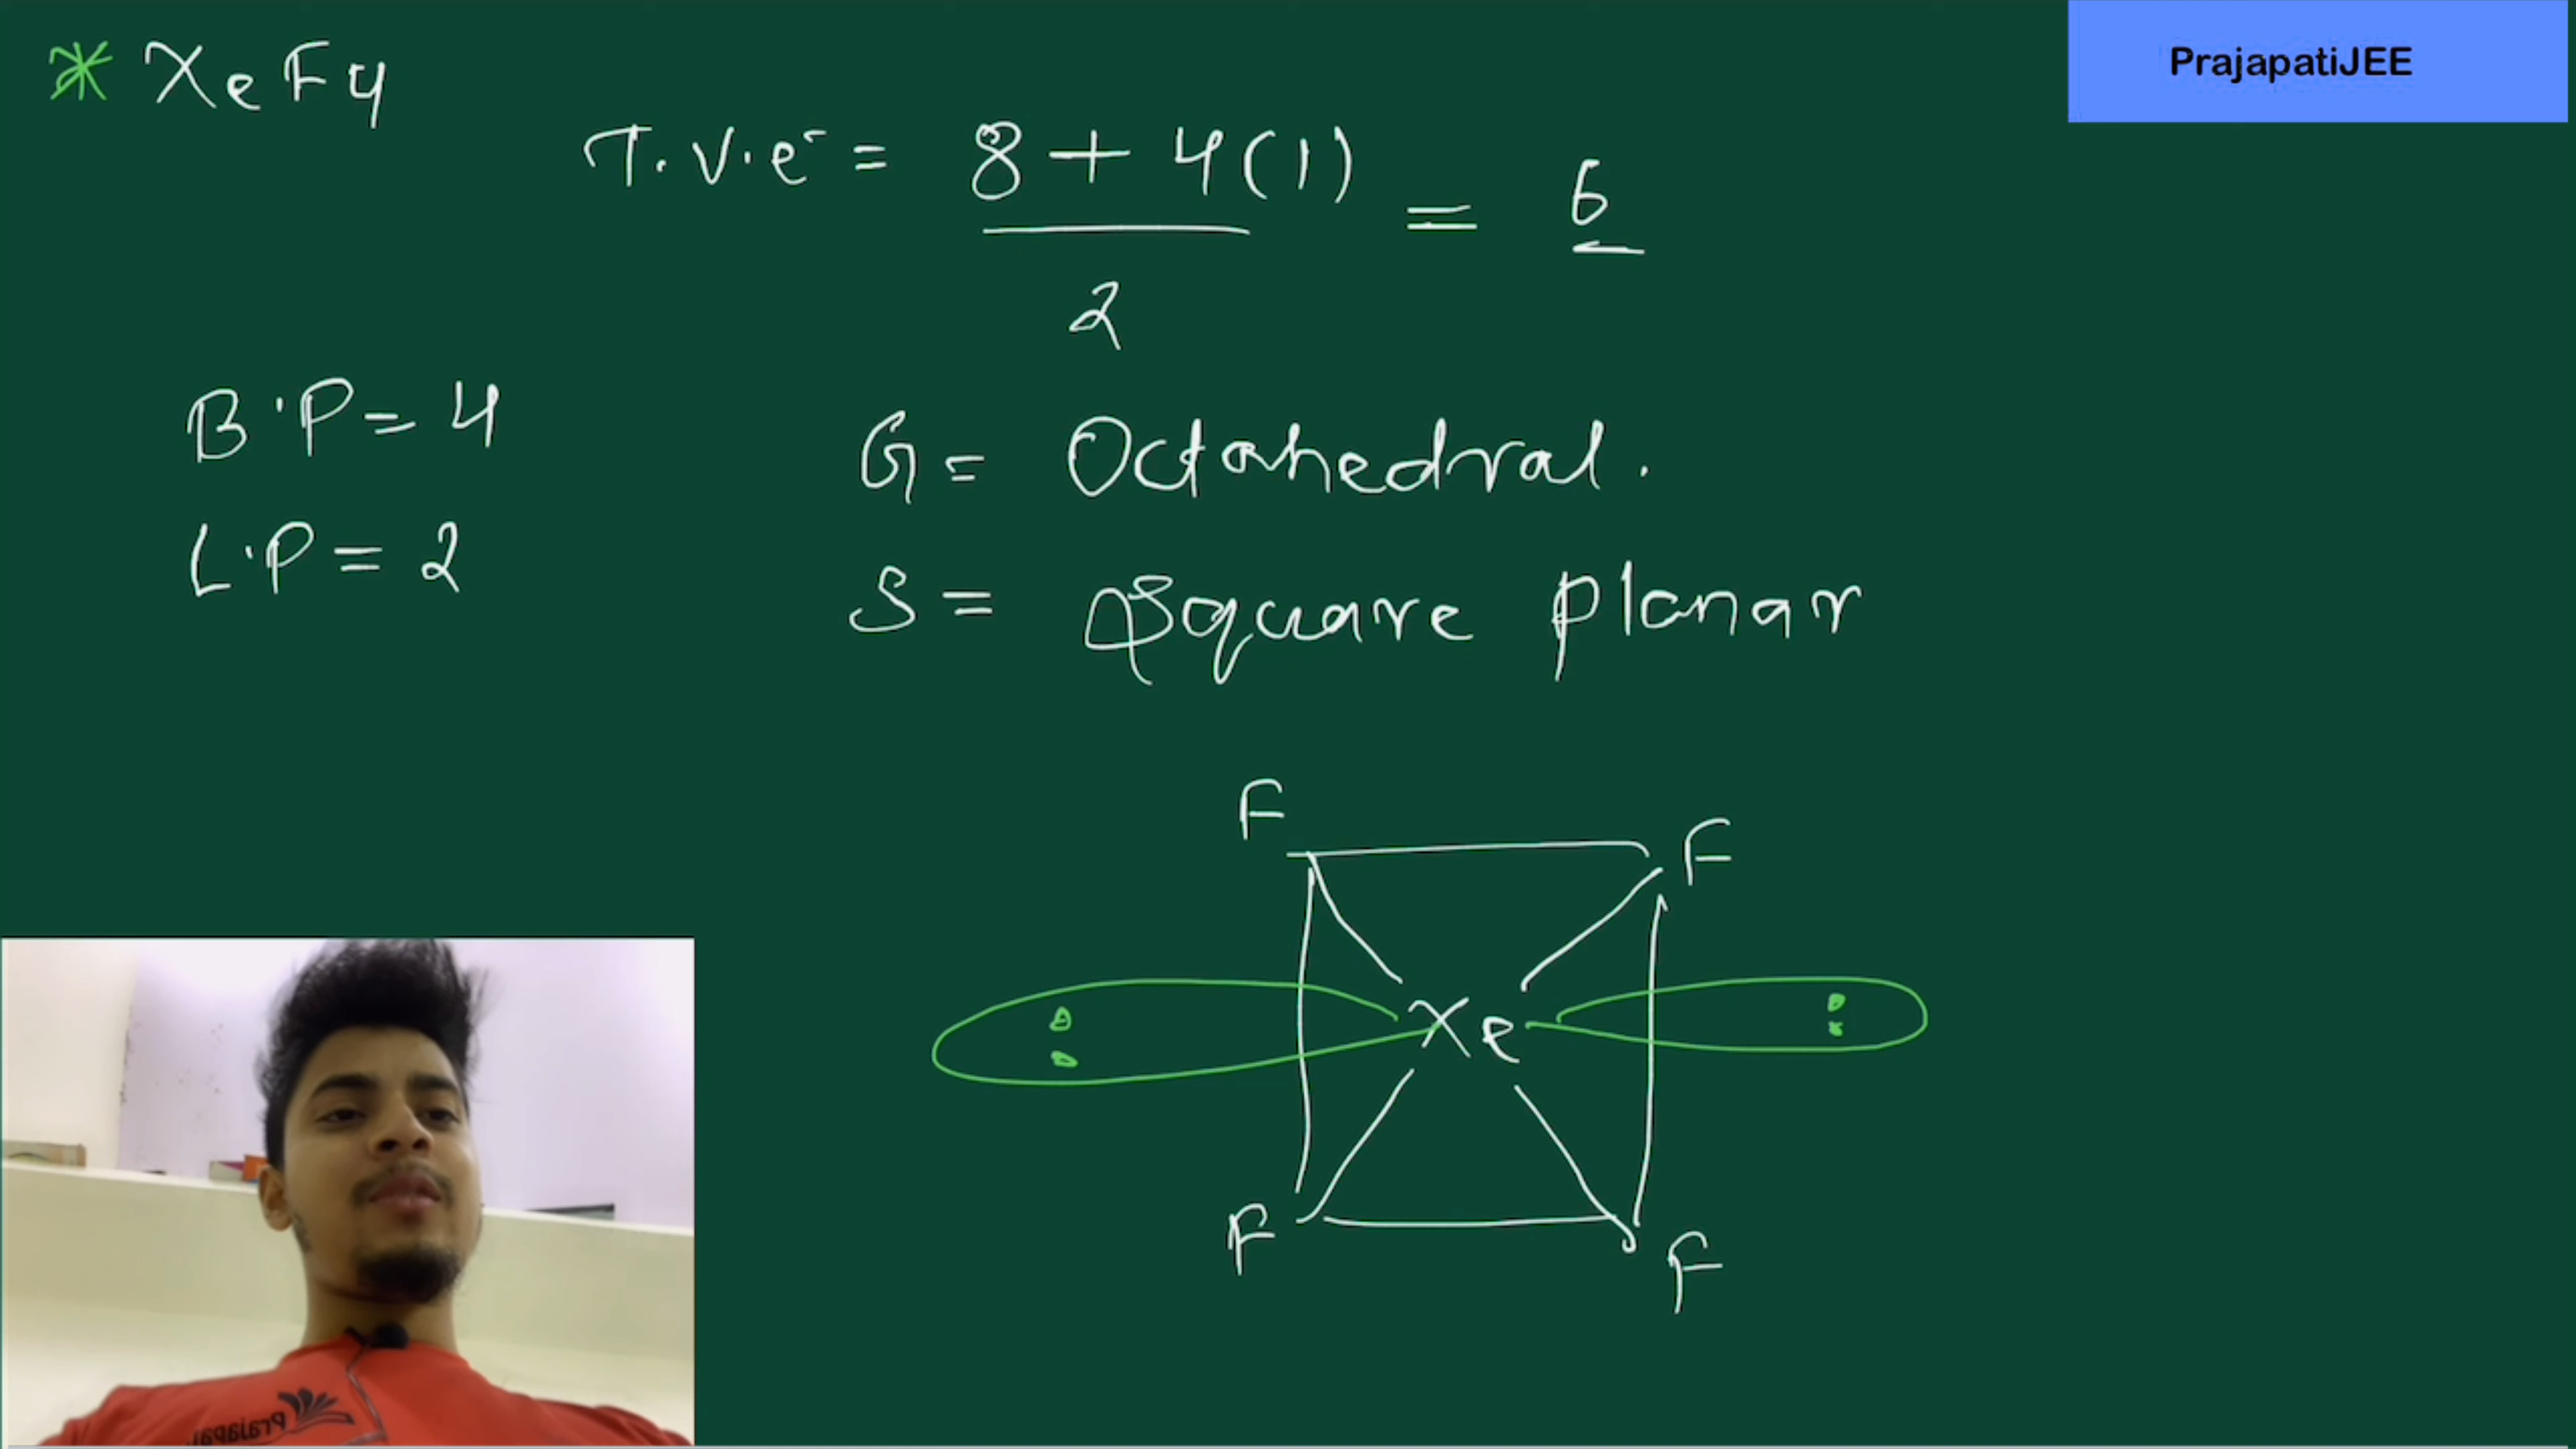 PrajapatiJEE
* XeF4
T.V.e⁻ = 8 + 4(1) = 6
2
B.P = 4
L.P = 2
G = Octahedral.
S = Square planar
F
F
Xe
F
F